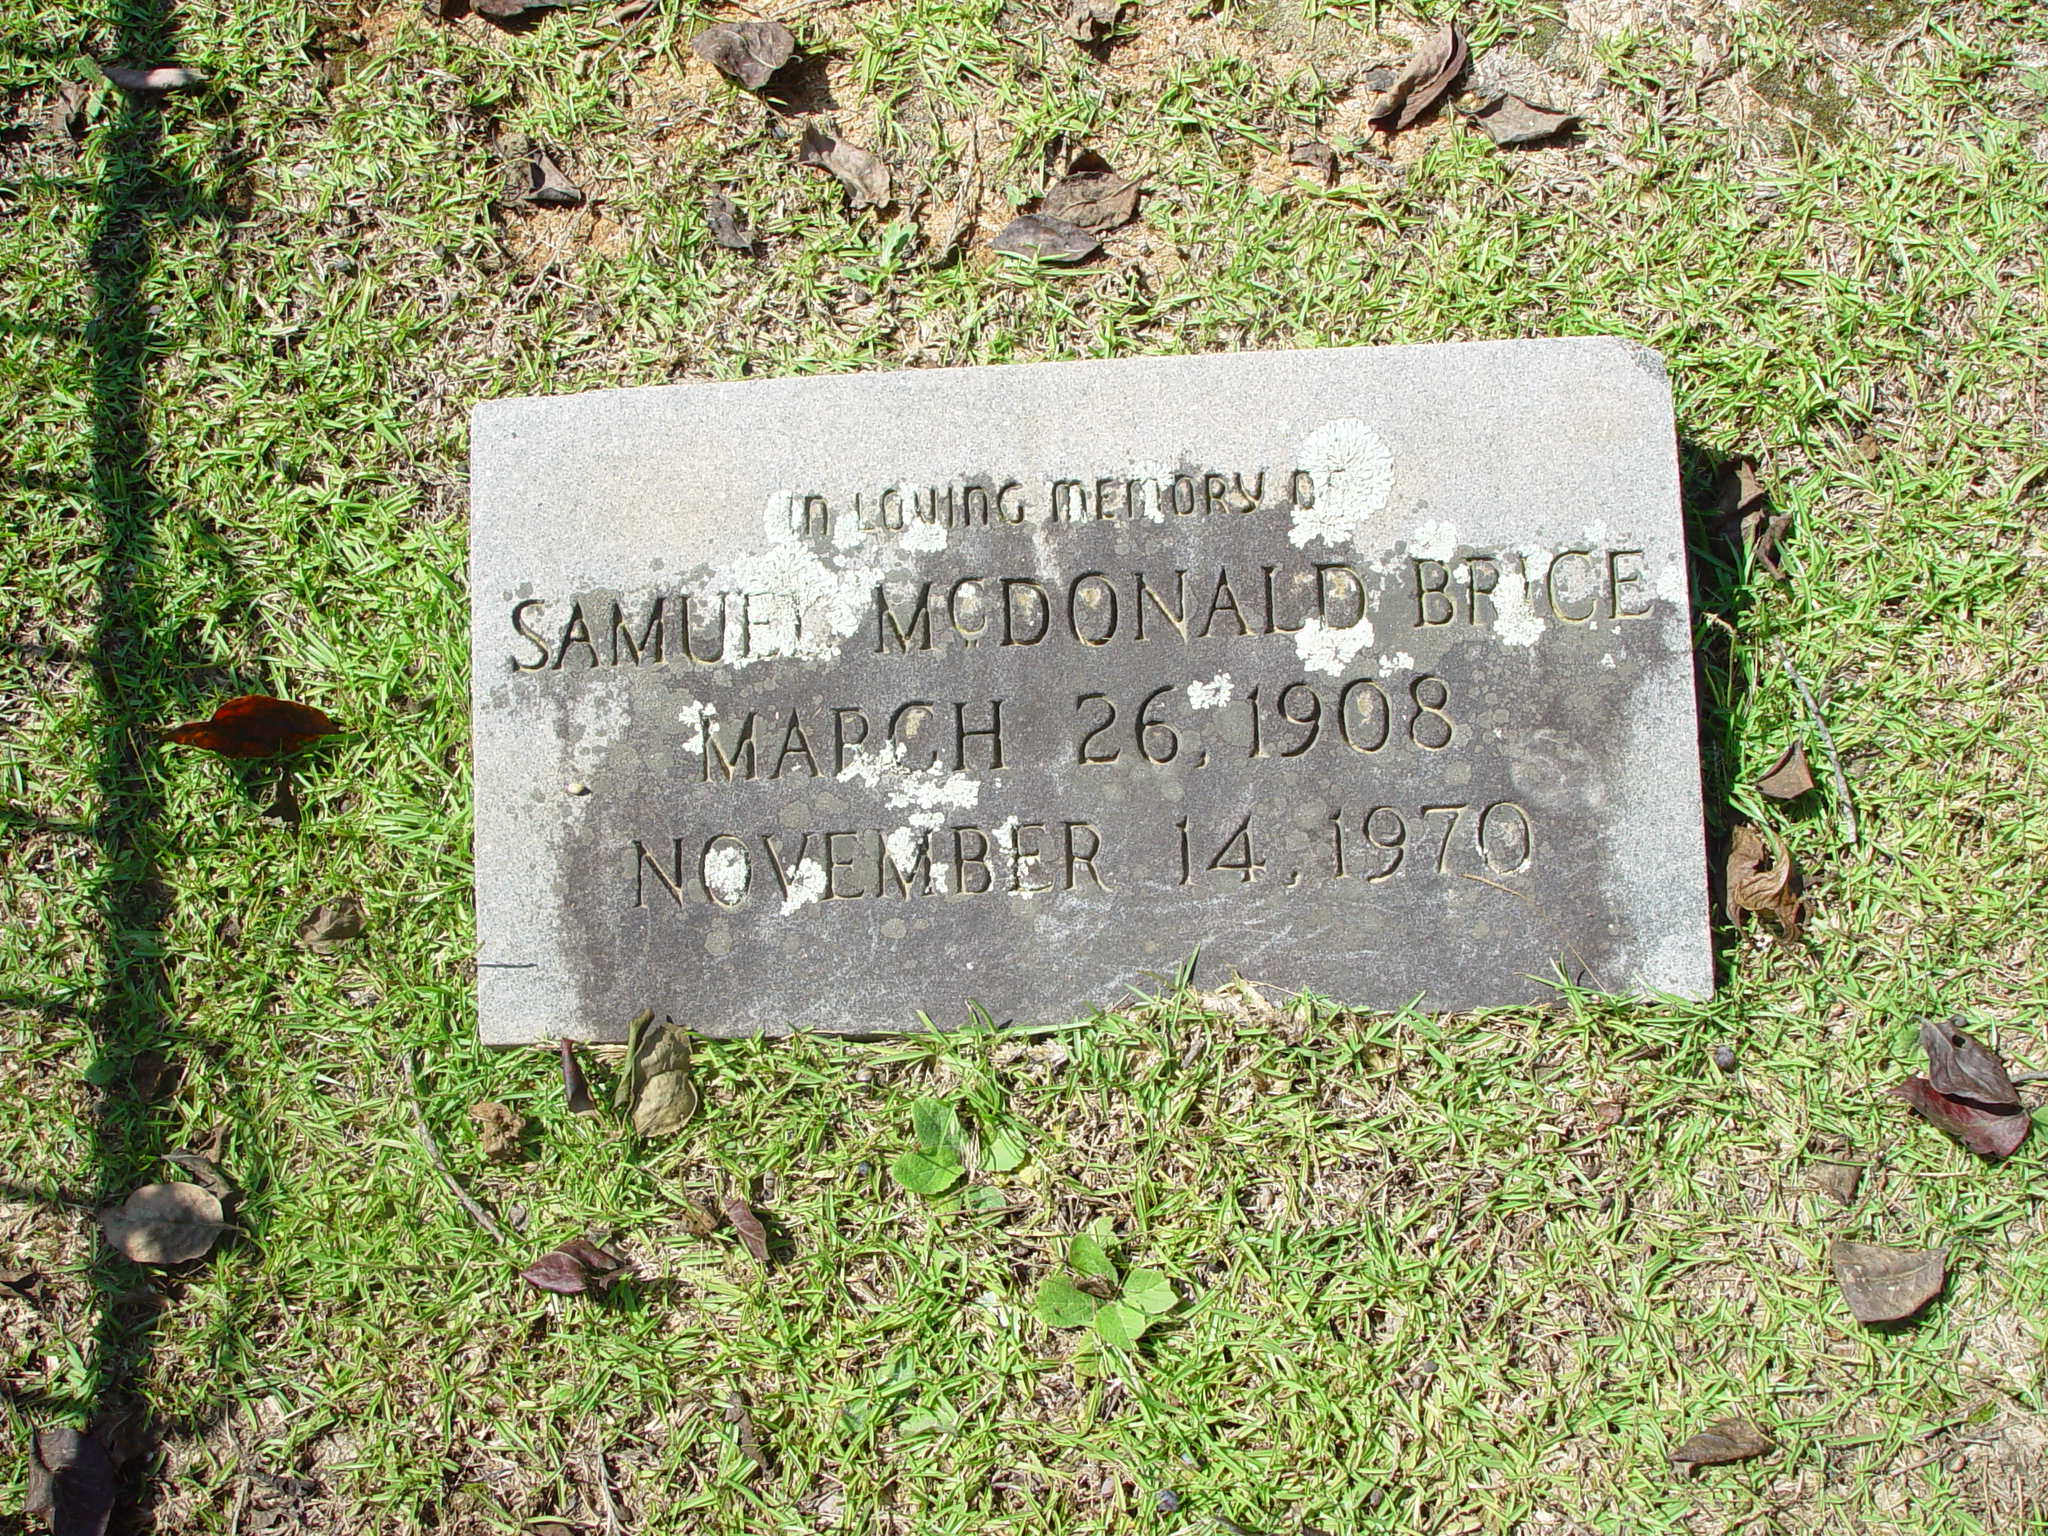 IN LOVING MEMORY OF
SAMUEL MCDONALD BRICE
MARCH 26, 1908
NOVEMBER 14, 1970